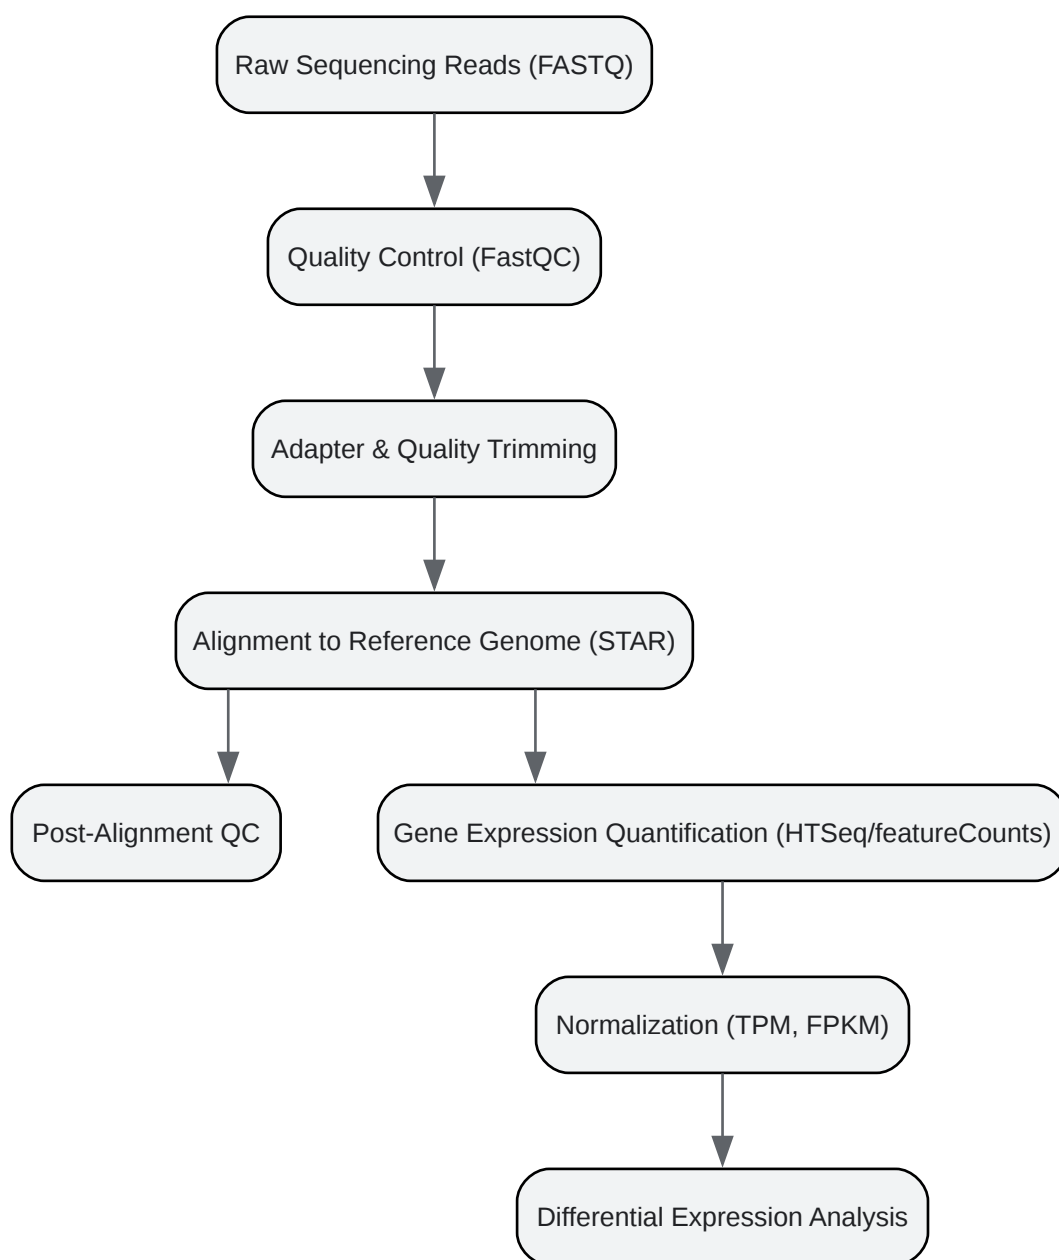 Raw Sequencing Reads (FASTQ)
Quality Control (FastQC)
Adapter & Quality Trimming
Alignment to Reference Genome (STAR)
Post-Alignment QC
Gene Expression Quantification (HTSeq/featureCounts)
Normalization (TPM, FPKM)
Differential Expression Analysis